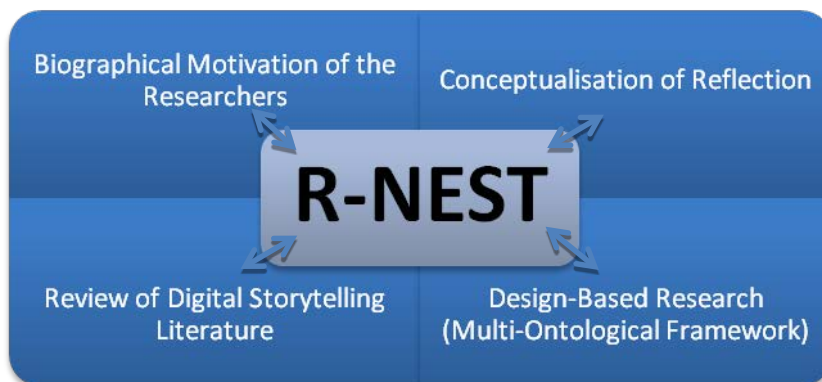 Biographical Motivation of the
Researchers
Conceptualisation of Reflection
R-NEST
Review of Digital Storytelling
Literature
Design-Based Research
(Multi-Ontological Framework)